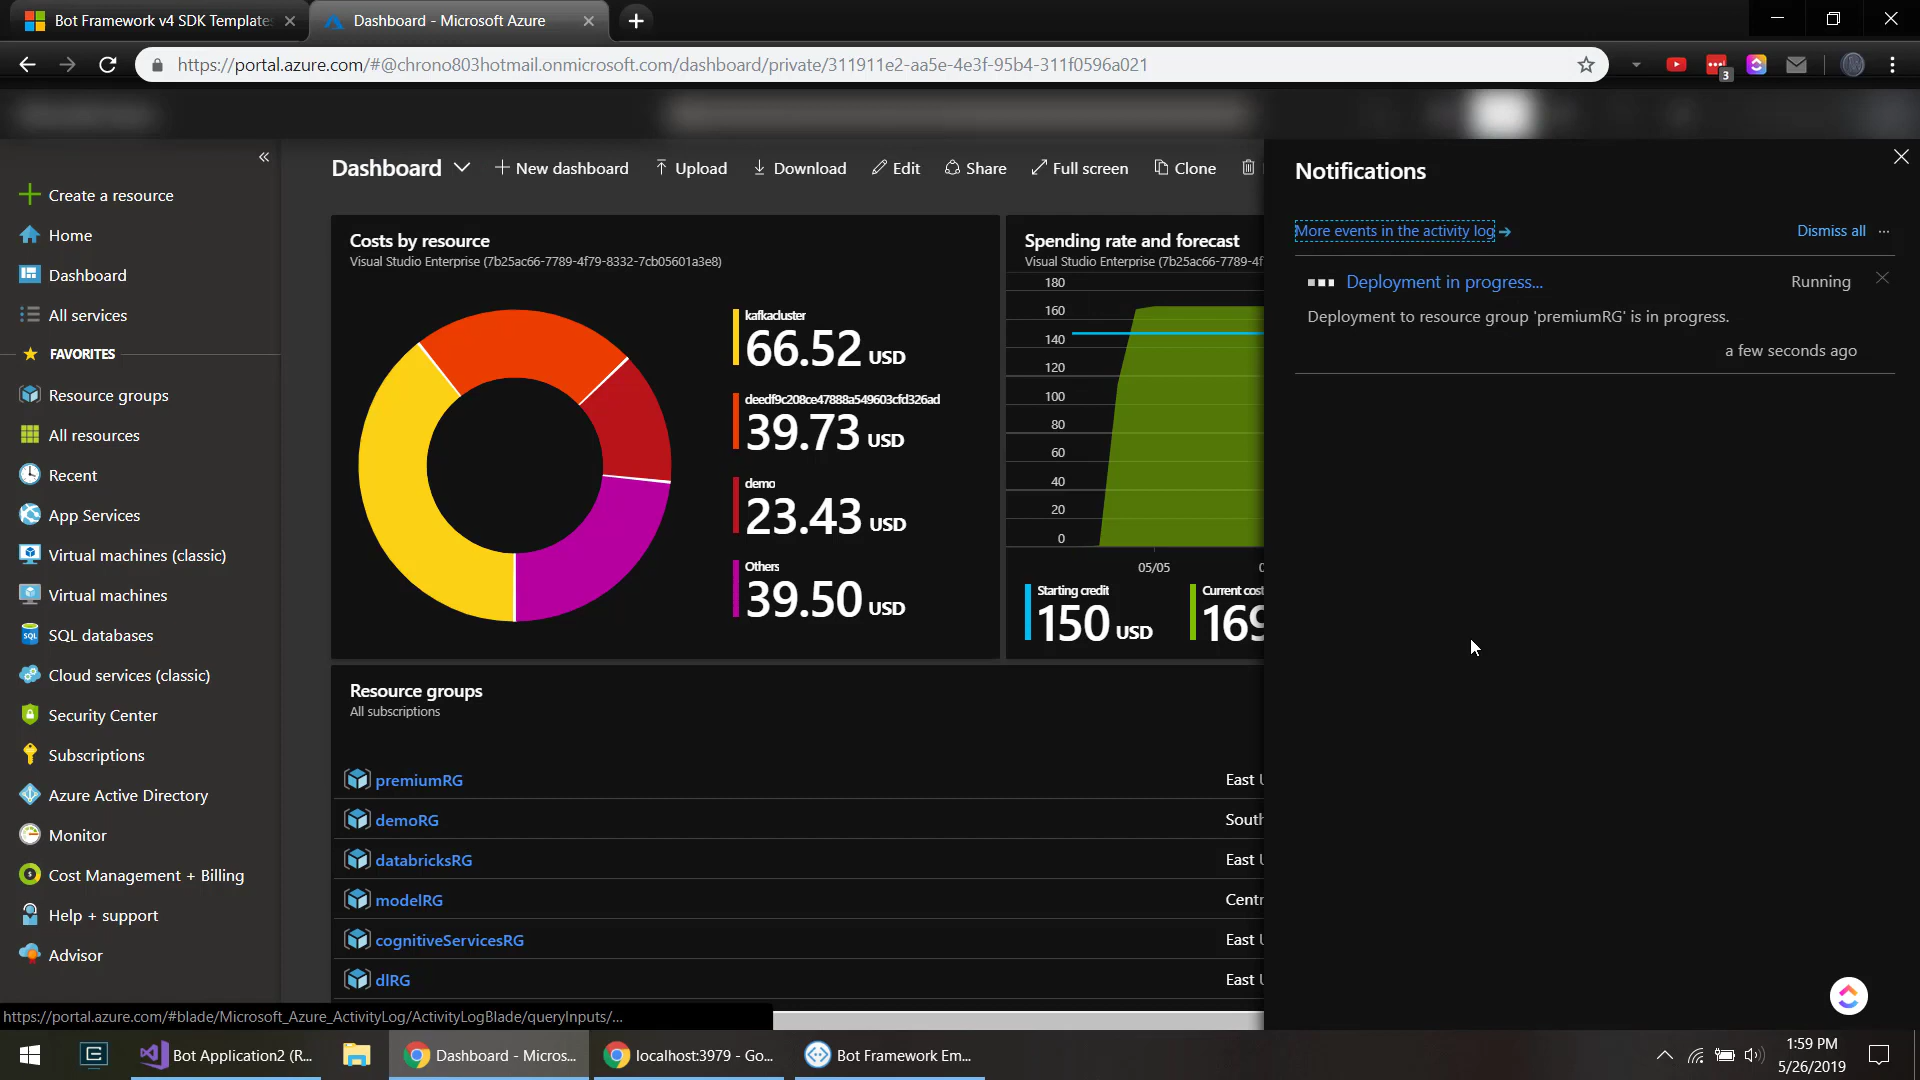 Bot Framework v4 SDK Template
Dashboard - Microsoft Azure
https://portal.azure.com/#@chrono803hotmail.onmicrosoft.com/dashboard/private/311911e2-aa5e-4e3f-95b4-311f0596a021
3
Create a resource
Home
Dashboard
All services
FAVORITES
Resource groups
All resources
Recent
App Services
Virtual machines (classic)
Virtual machines
SQL databases
Cloud services (classic)
Security Center
Subscriptions
Azure Active Directory
Monitor
Cost Management + Billing
Help + support
Advisor
Dashboard
New dashboard
Upload
Download
Edit
Share
Full screen
Clone
Costs by resource
Visual Studio Enterprise (7b25ac66-7789-4f79-8332-7cb05601a3e8)
kafkacluster
66.52 USD
deedf9c208ce47888a549603cfd326ad
39.73 USD
demo
23.43 USD
Others
39.50 USD
Spending rate and forecast
Visual Studio Enterprise (7b25ac66-7789-4f
180
160
140
120
100
80
60
40
20
0
05/05
Starting credit
150 USD
Current cost
169
Resource groups
All subscriptions
premiumRG East U
demoRG South
databricksRG East U
modelRG Centr
cognitiveServicesRG East U
dlRG East U
Notifications
More events in the activity log
Dismiss all ...
Deployment in progress... Running
Deployment to resource group 'premiumRG' is in progress.
a few seconds ago
https://portal.azure.com/#blade/Microsoft_Azure_ActivityLog/ActivityLogBlade/queryInputs/...
Bot Application2 (R...
Dashboard - Micros...
localhost:3979 - Go...
Bot Framework Em...
1:59 PM
5/26/2019